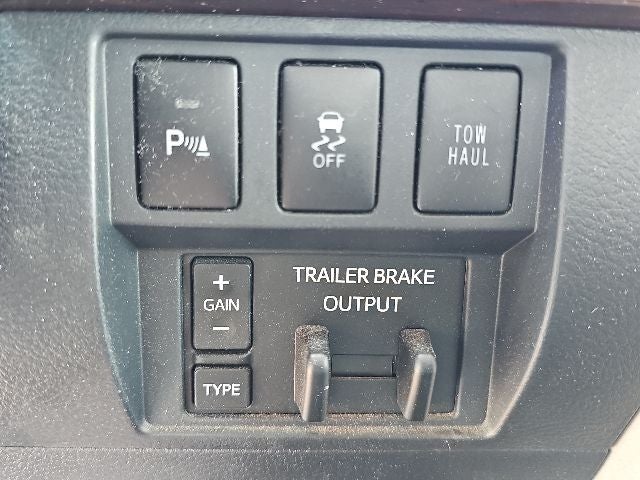 P
OFF
TOW
HAUL
+
GAIN
−
TRAILER BRAKE
OUTPUT
TYPE